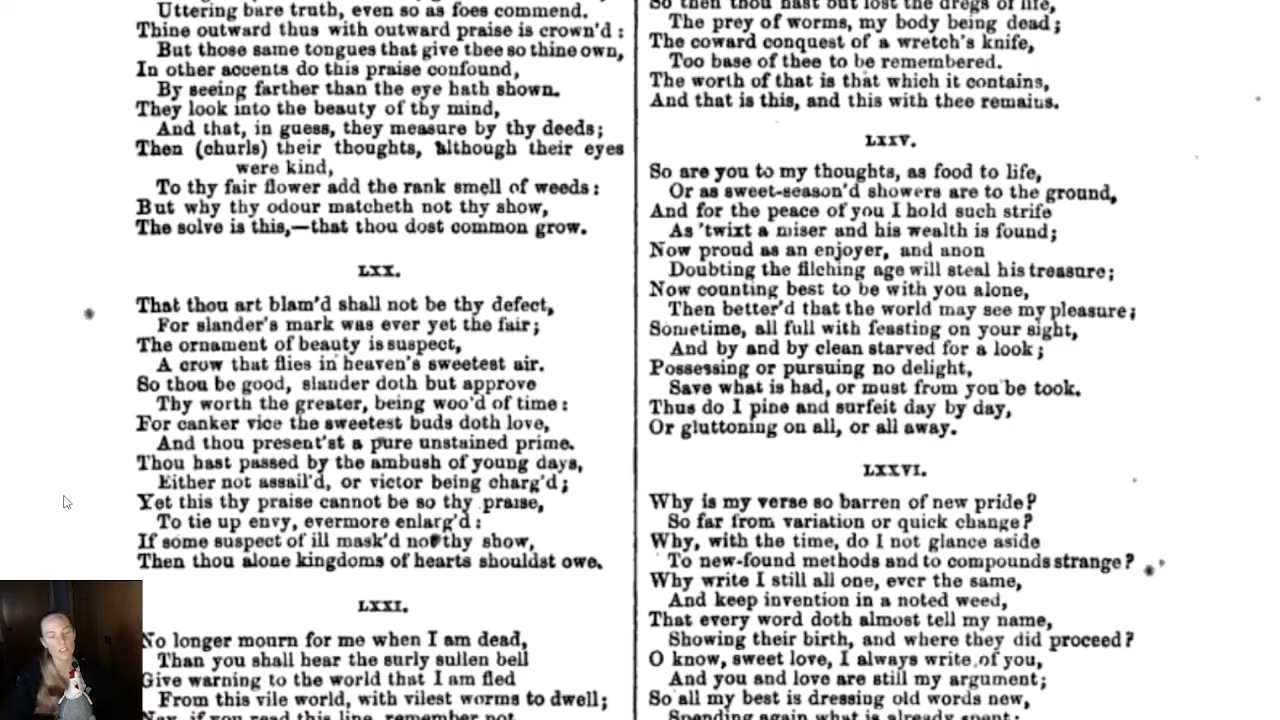 Uttering bare truth, even so as foes commend.
Thine outward thus with outward praise is crown'd:
But those same tongues that give thee so thine own,
In other accents do this praise confound,
By seeing farther than the eye hath shown.
They look into the beauty of thy mind,
And that, in guess, they measure by thy deeds;
Then (churls) their thoughts, although their eyes
were kind,
To thy fair flower add the rank smell of weeds:
But why thy odour matcheth not thy show,
The solve is this,—that thou dost common grow.
LXX.
That thou art blam'd shall not be thy defect,
For slander's mark was ever yet the fair;
The ornament of beauty is suspect,
A crow that flies in heaven's sweetest air.
So thou be good, slander doth but approve
Thy worth the greater, being woo'd of time:
For canker vice the sweetest buds doth love,
And thou present'st a pure unstained prime.
Thou hast passed by the ambush of young days,
Either not assail'd, or victor being charg'd;
Yet this thy praise cannot be so thy praise,
To tie up envy, evermore enlarg'd:
If some suspect of ill mask'd not thy show,
Then thou alone kingdoms of hearts shouldst owe.
LXXI.
No longer mourn for me when I am dead,
Than you shall hear the surly sullen bell
Give warning to the world that I am fled
From this vile world, with vilest worms to dwell;
Nay, if you read this line, remember not
So then thou hast but lost the dregs of life,
The prey of worms, my body being dead;
The coward conquest of a wretch's knife,
Too base of thee to be remembered.
The worth of that is that which it contains,
And that is this, and this with thee remains.
LXXV.
So are you to my thoughts, as food to life,
Or as sweet-season'd showers are to the ground,
And for the peace of you I hold such strife
As 'twixt a miser and his wealth is found;
Now proud as an enjoyer, and anon
Doubting the filching age will steal his treasure;
Now counting best to be with you alone,
Then better'd that the world may see my pleasure;
Sometime, all full with feasting on your sight,
And by and by clean starved for a look;
Possessing or pursuing no delight,
Save what is had, or must from you be took.
Thus do I pine and surfeit day by day,
Or gluttoning on all, or all away.
LXXVI.
Why is my verse so barren of new pride?
So far from variation or quick change?
Why, with the time, do I not glance aside
To new-found methods and to compounds strange?
Why write I still all one, ever the same,
And keep invention in a noted weed,
That every word doth almost tell my name,
Showing their birth, and where they did proceed?
O know, sweet love, I always write of you,
And you and love are still my argument;
So all my best is dressing old words new,
Spending again what is already spent: